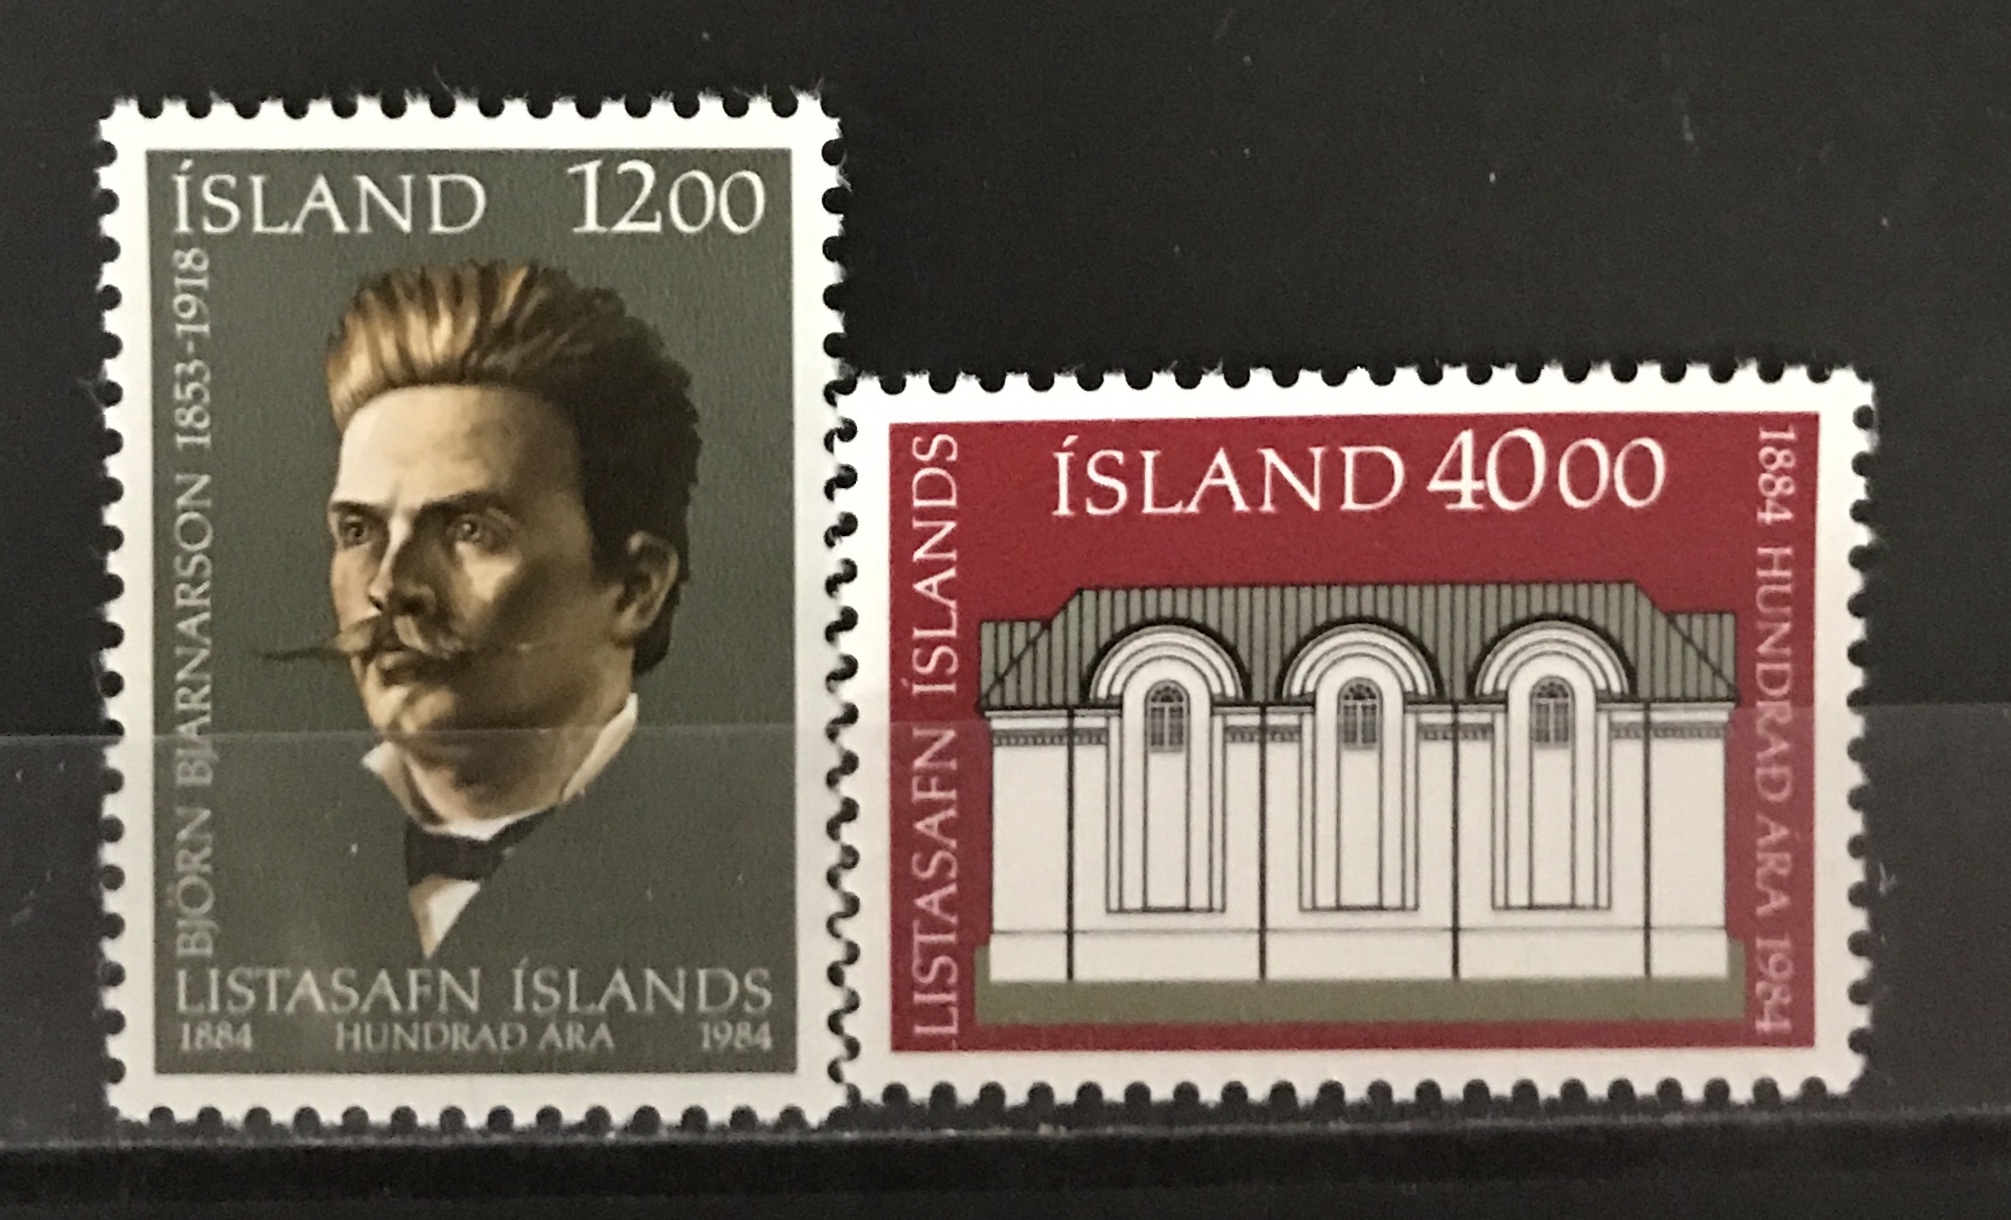 ÍSLAND 1200
BJÖRN BJARNARSON 1853-1918
LISTASAFN ÍSLANDS
1884 HUNDRAÐ ÁRA 1984
ÍSLAND 4000
LISTASAFN ÍSLANDS
1884 HUNDRAÐ ÁRA 1984